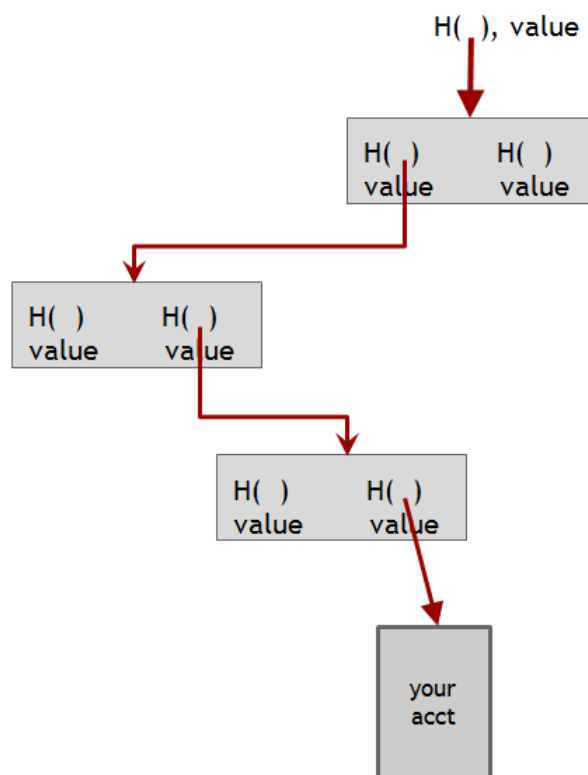 H( ), value
H( ) H( )
value value
H( ) H( )
value value
H( ) H( )
value value
your
acct